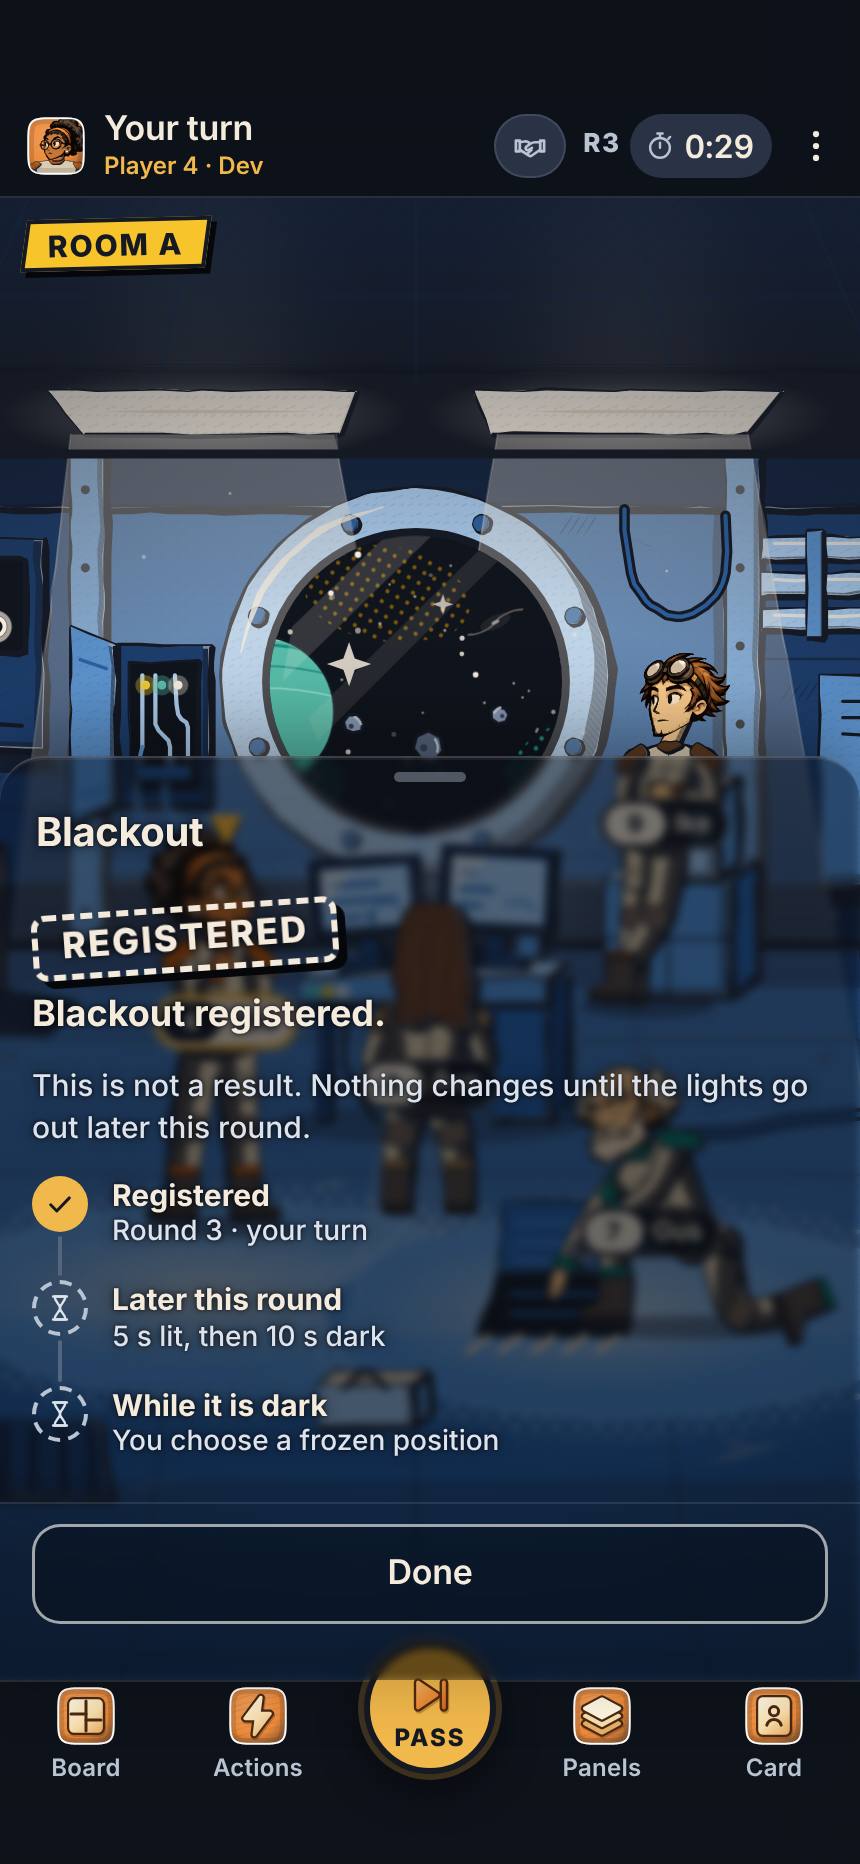 Your turn
Player 4 · Dev
R3
0:29
ROOM A
Blackout
REGISTERED
Blackout registered.
This is not a result. Nothing changes until the lights go
out later this round.
Registered
Round 3 · your turn
Later this round
5 s lit, then 10 s dark
While it is dark
You choose a frozen position
Done
PASS
Board
Actions
Panels
Card